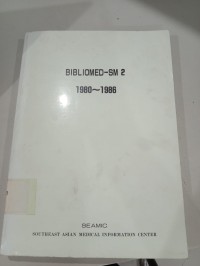 BIBLIOMED-SM 2
1980~1986
SEAMIC
SOUTHEAST ASIAN MEDICAL INFORMATION CENTER